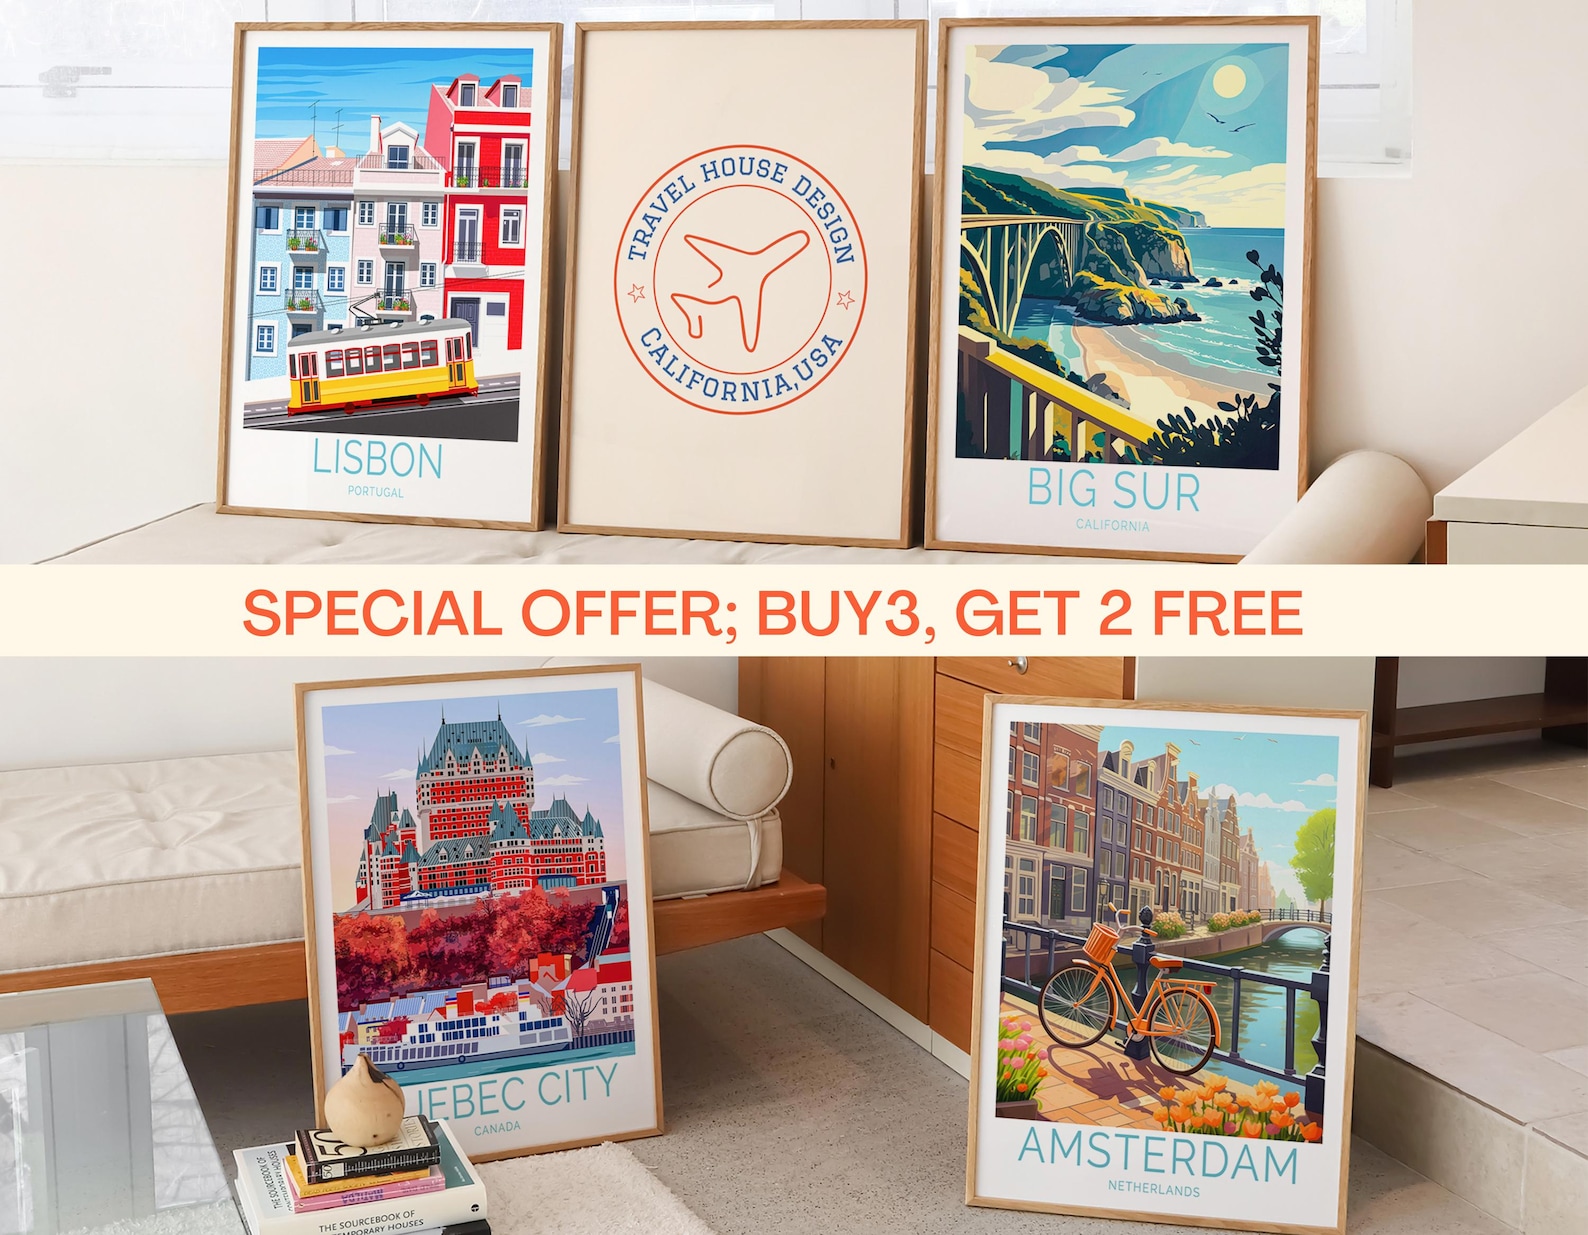 LISBON
PORTUGAL
TRAVEL HOUSE DESIGN
CALIFORNIA,USA
BIG SUR
CALIFORNIA
SPECIAL OFFER; BUY3, GET 2 FREE
UEBEC CITY
CANADA
AMSTERDAM
NETHERLANDS
THE SOURCEBOOK OF
THE SOURCEBOOK OF